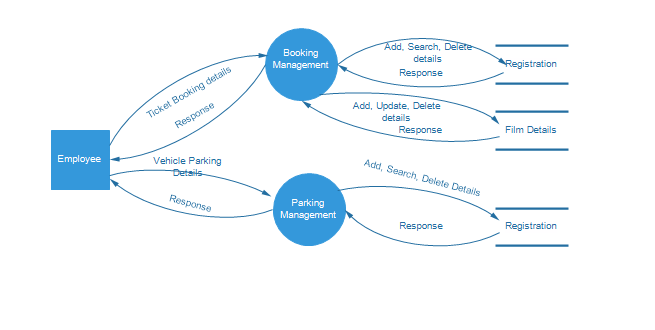 Booking
Management
Add, Search, Delete
details
Response
Registration
Ticket Booking details
Response
Add, Update, Delete
details
Response
Film Details
Employee
Vehicle Parking
Details
Response
Parking
Management
Add, Search, Delete Details
Response
Registration